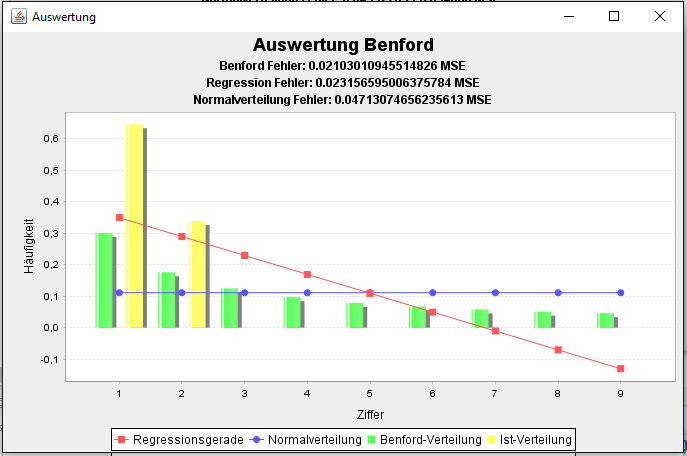 Auswertung
Auswertung Benford
Benford Fehler: 0.02103010945514826 MSE
Regression Fehler: 0.023156595006375784 MSE
Normalverteilung Fehler: 0.04713074656235613 MSE
Häufigkeit
0,6
0,5
0,4
0,3
0,2
0,1
0,0
-0,1
1 2 3 4 5 6 7 8 9
Ziffer
Regressionsgerade Normalverteilung Benford-Verteilung Ist-Verteilung